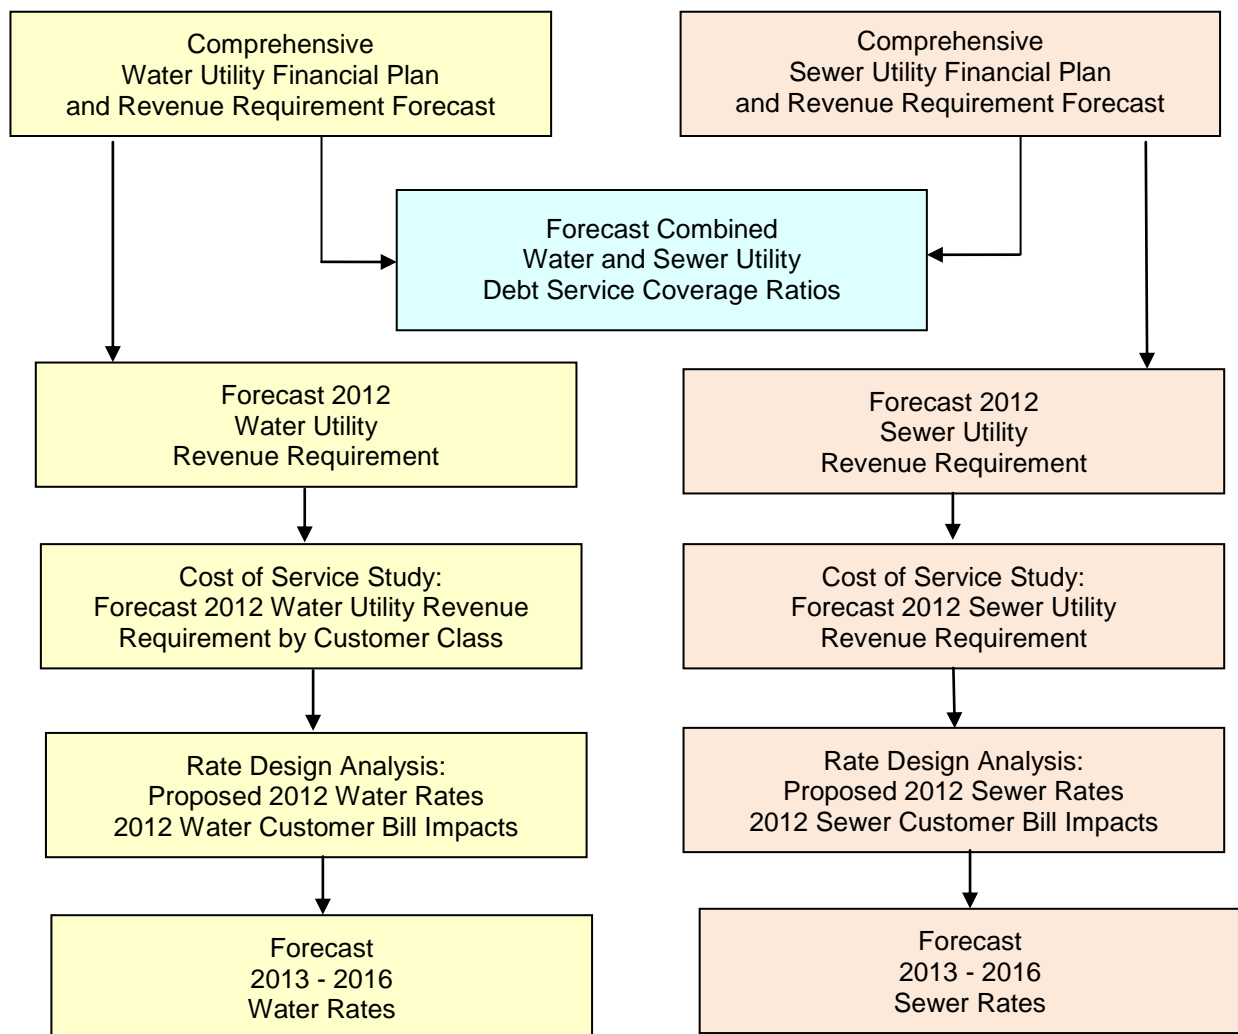 Comprehensive
Water Utility Financial Plan
and Revenue Requirement Forecast
Comprehensive
Sewer Utility Financial Plan
and Revenue Requirement Forecast
Forecast Combined
Water and Sewer Utility
Debt Service Coverage Ratios
Forecast 2012
Water Utility
Revenue Requirement
Forecast 2012
Sewer Utility
Revenue Requirement
Cost of Service Study:
Forecast 2012 Water Utility Revenue
Requirement by Customer Class
Cost of Service Study:
Forecast 2012 Sewer Utility
Revenue Requirement
Rate Design Analysis:
Proposed 2012 Water Rates
2012 Water Customer Bill Impacts
Rate Design Analysis:
Proposed 2012 Sewer Rates
2012 Sewer Customer Bill Impacts
Forecast
2013 - 2016
Water Rates
Forecast
2013 - 2016
Sewer Rates